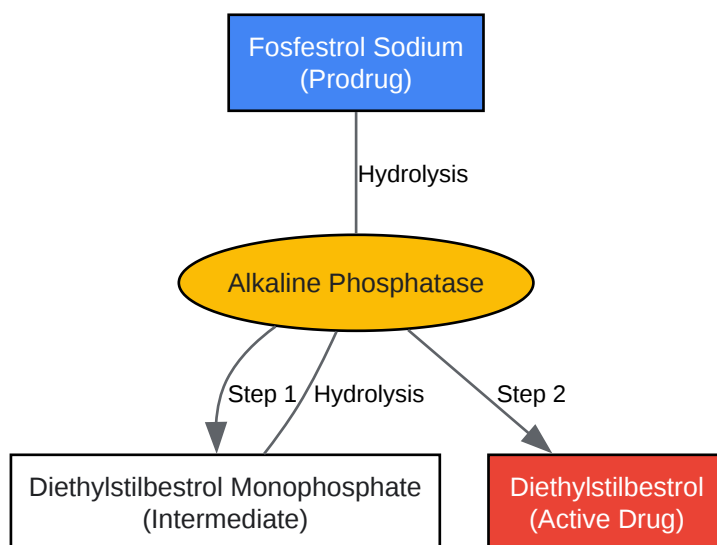 Fosfestrol Sodium
(Prodrug)
Hydrolysis
Alkaline Phosphatase
Step 1
Hydrolysis
Step 2
Diethylstilbestrol Monophosphate
(Intermediate)
Diethylstilbestrol
(Active Drug)